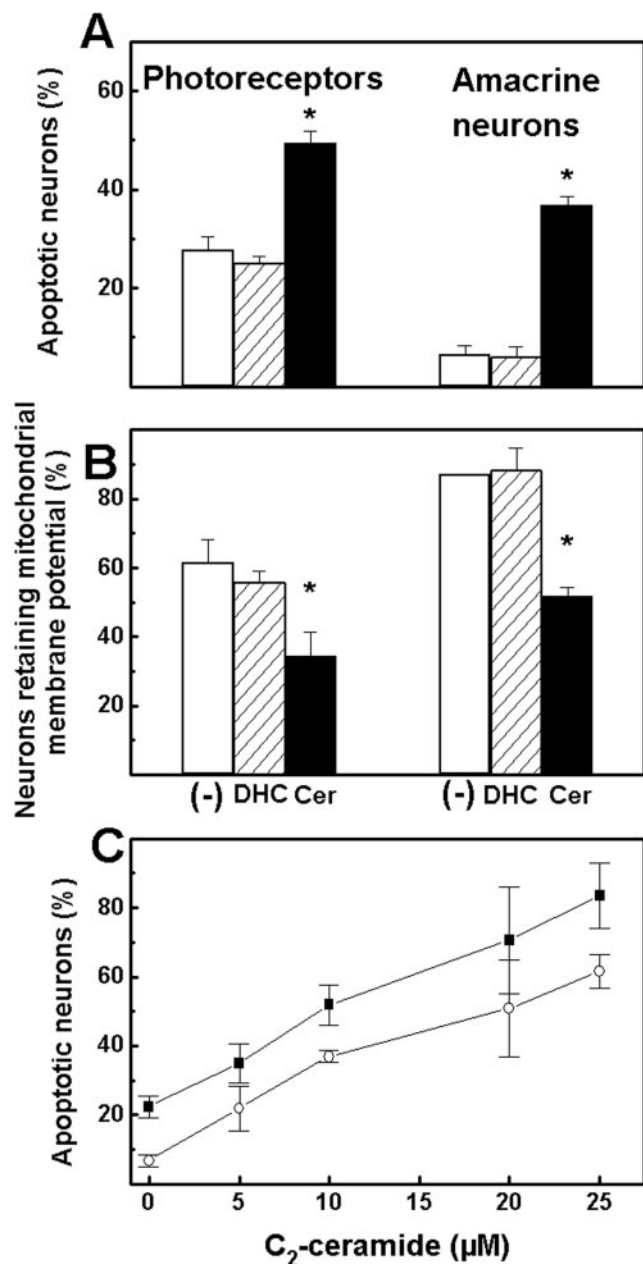 A
Photoreceptors
Amacrine
neurons
*
*
Apoptotic neurons (%)
60
40
20
B
Neurons retaining mitochondrial
membrane potential (%)
80
60
40
20
*
*
(-) DHC Cer
(-) DHC Cer
C
Apoptotic neurons (%)
80
60
40
20
0 5 10 15 20 25
C₂-ceramide (µM)